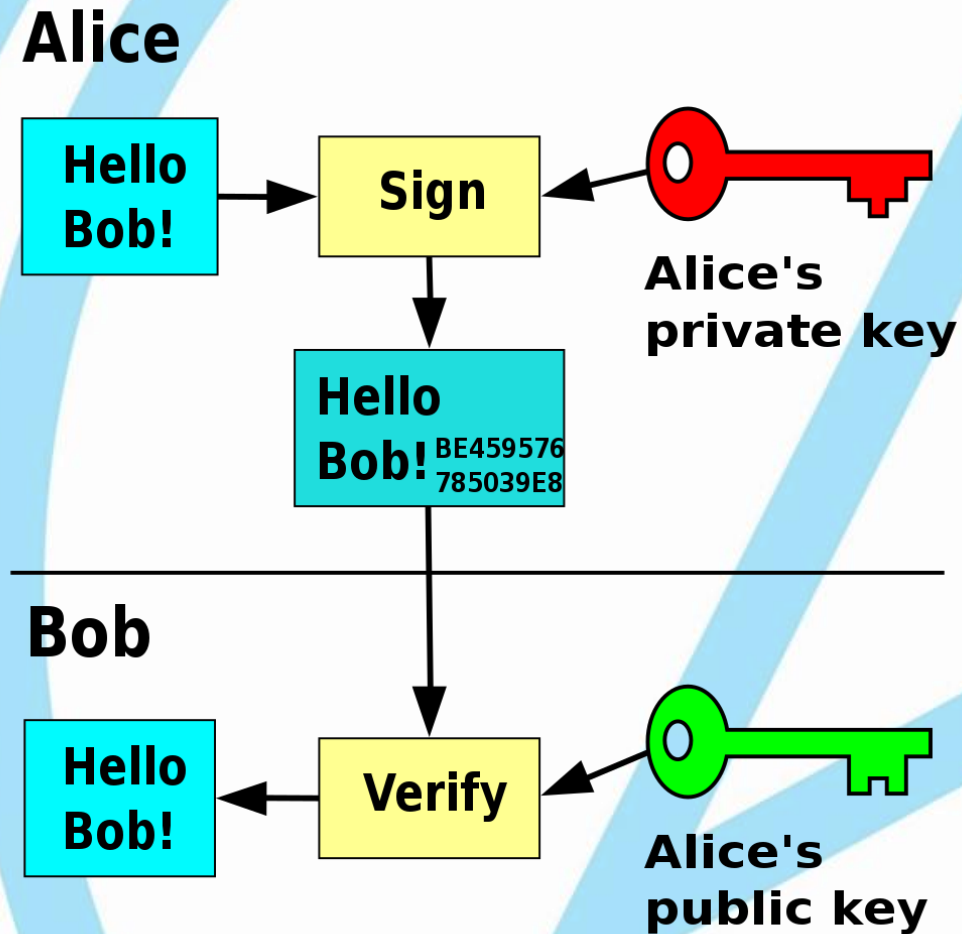 Alice
Hello
Bob!
Sign
Alice's
private key
Hello
Bob!
BE459576
785039E8
Bob
Hello
Bob!
Verify
Alice's
public key